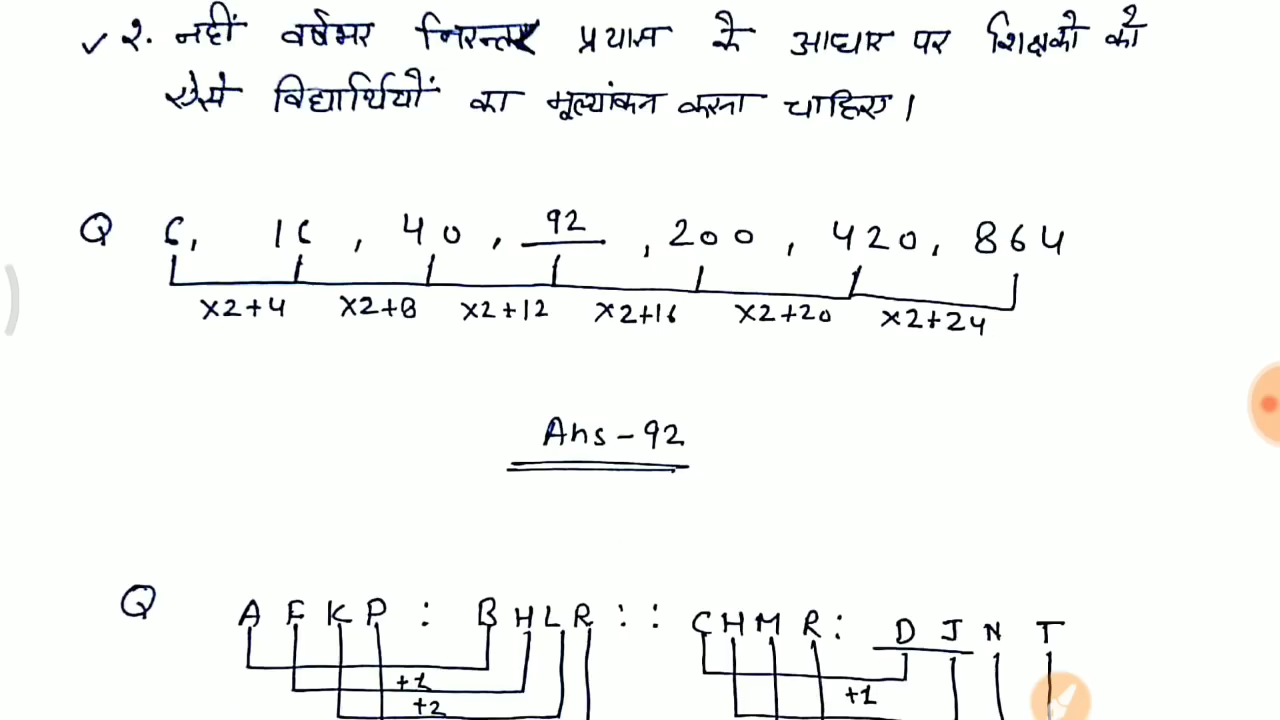 ✓ २. नहीं वर्षभर निरन्तर प्रयास के आधार पर शिक्षको को
ऐसे विद्यार्थियों का मूल्यांकन करना चाहिए।
Q 6, 16, 40, 92, 200, 420, 864
×2+4 ×2+8 ×2+12 ×2+16 ×2+20 ×2+24
Ans - 92
Q A F K P : B H L R : : C H M R : D J N T
+1 +1
+2